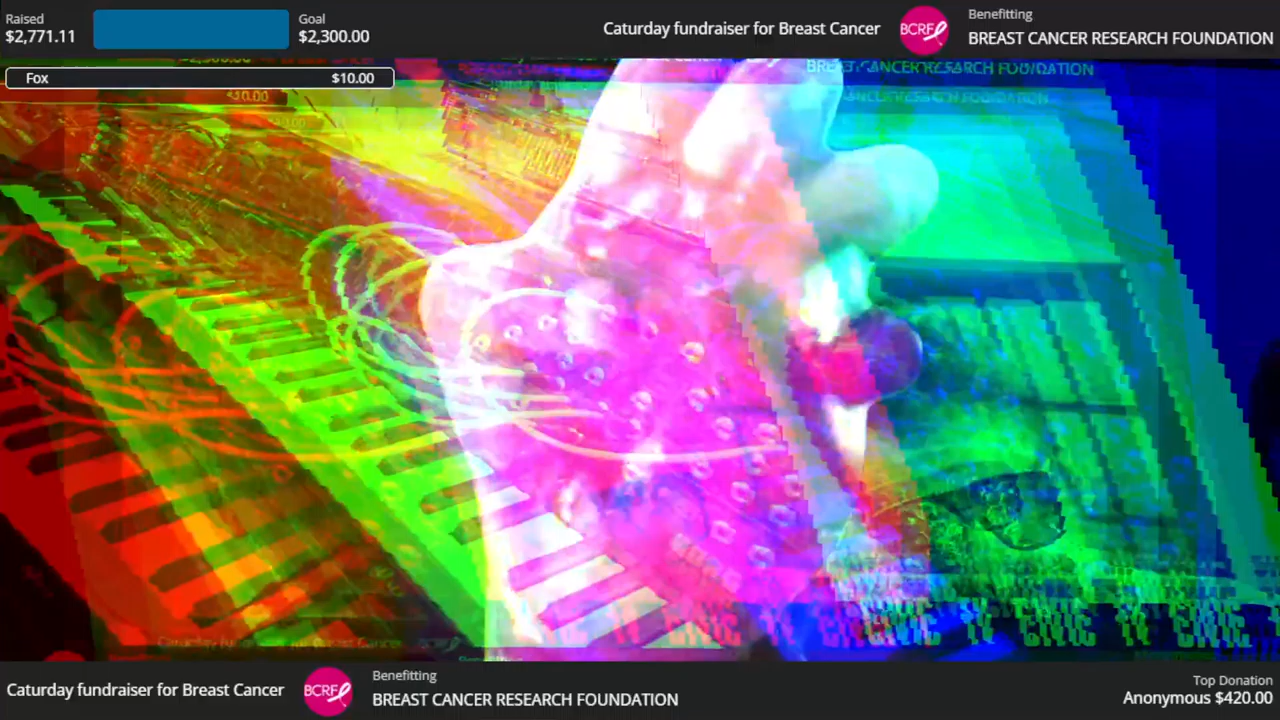 Raised
$2,771.11
Goal
$2,300.00
Caturday fundraiser for Breast Cancer
BCRF
Benefitting
BREAST CANCER RESEARCH FOUNDATION
Fox
$10.00
BREAST CANCER RESEARCH FOUNDATION
Caturday fundraiser for Breast Cancer
BCRF
Benefitting
BREAST CANCER RESEARCH FOUNDATION
Top Donation
Anonymous $420.00